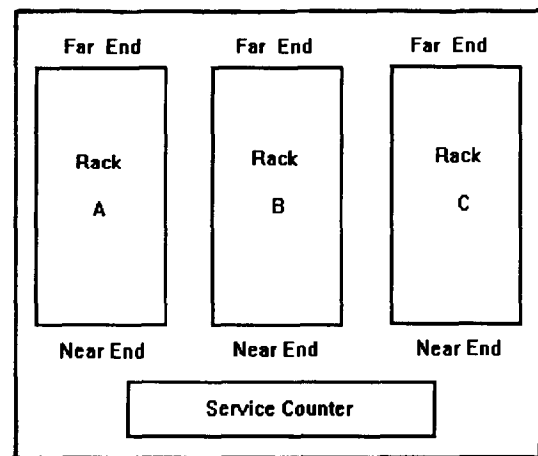 Far End Far End Far End
Rack Rack Rack
A B C
Near End Near End Near End
Service Counter